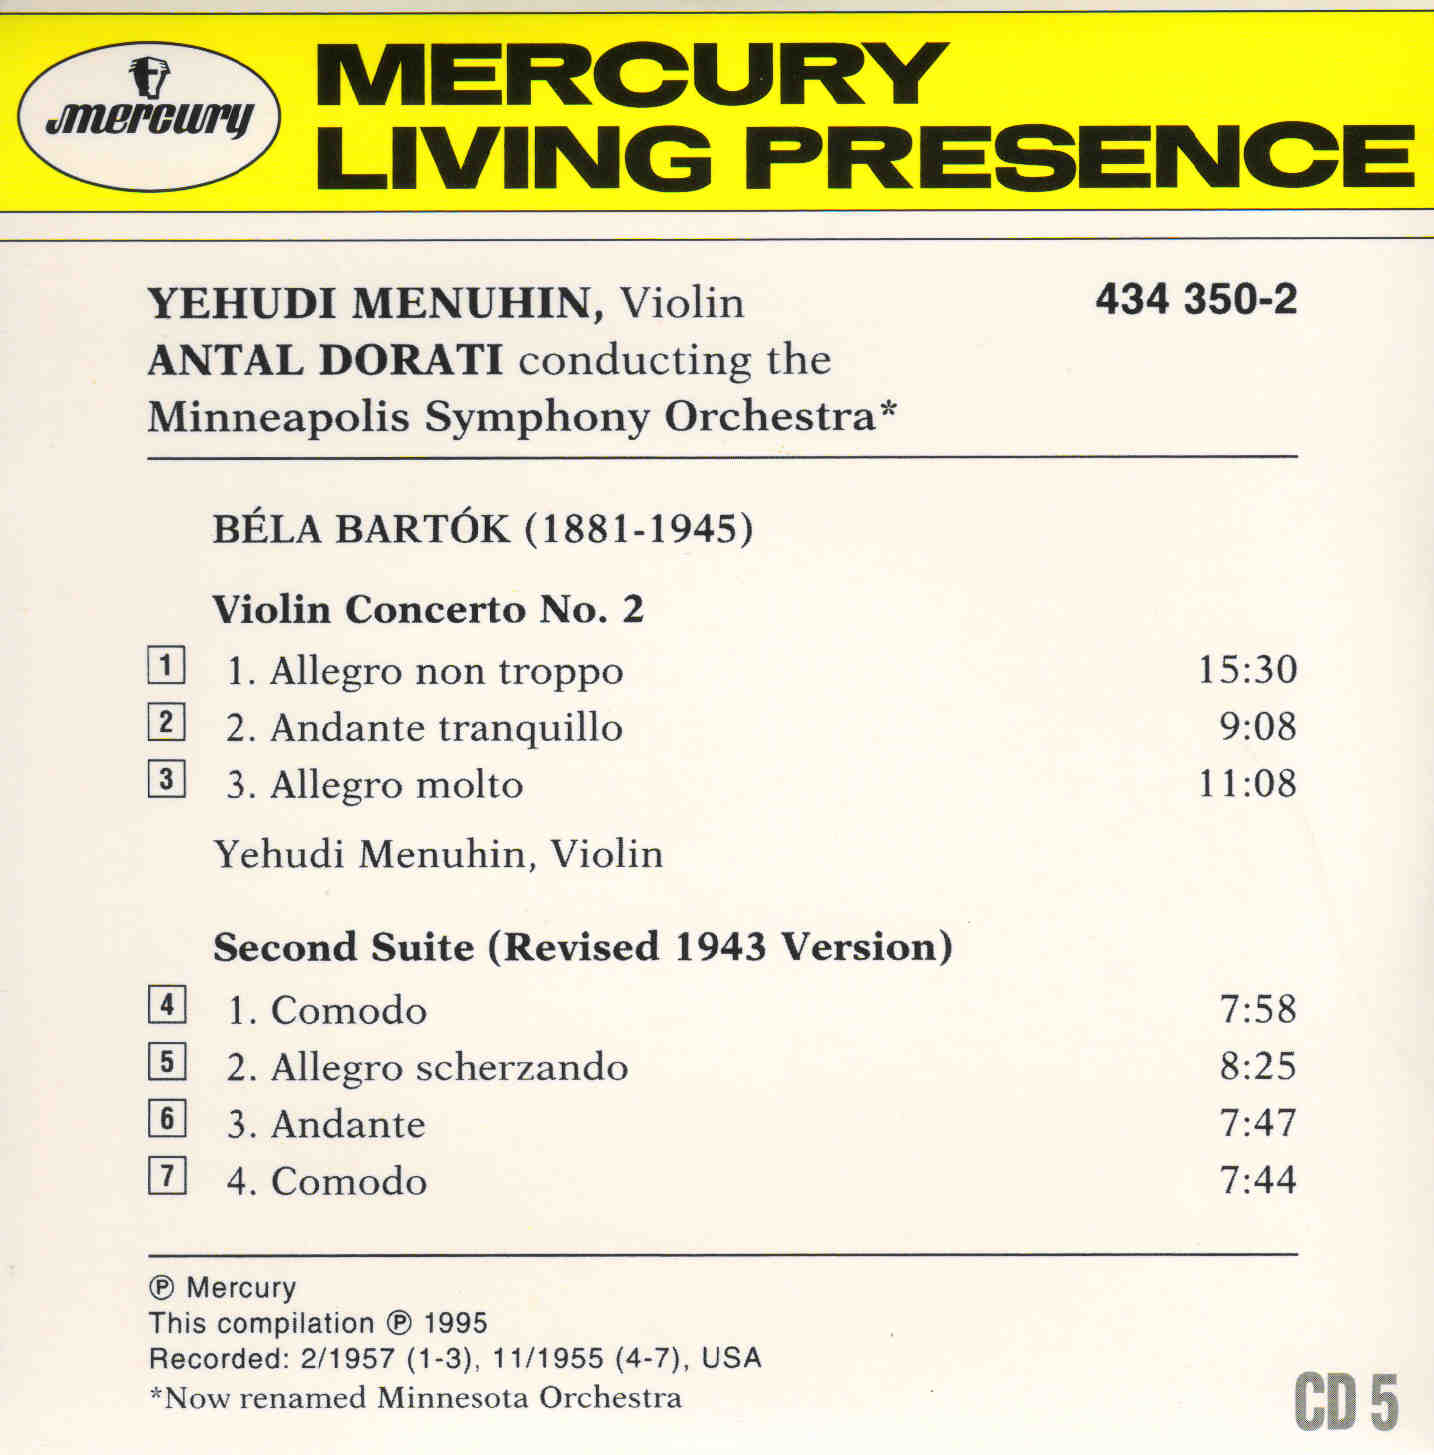 mercury
MERCURY
LIVING PRESENCE
YEHUDI MENUHIN, Violin 434 350-2
ANTAL DORATI conducting the
Minneapolis Symphony Orchestra*
BÉLA BARTÓK (1881-1945)
Violin Concerto No. 2
1 1. Allegro non troppo 15:30
2 2. Andante tranquillo 9:08
3 3. Allegro molto 11:08
Yehudi Menuhin, Violin
Second Suite (Revised 1943 Version)
4 1. Comodo 7:58
5 2. Allegro scherzando 8:25
6 3. Andante 7:47
7 4. Comodo 7:44
℗ Mercury
This compilation ℗ 1995
Recorded: 2/1957 (1-3), 11/1955 (4-7), USA
*Now renamed Minnesota Orchestra
CD 5